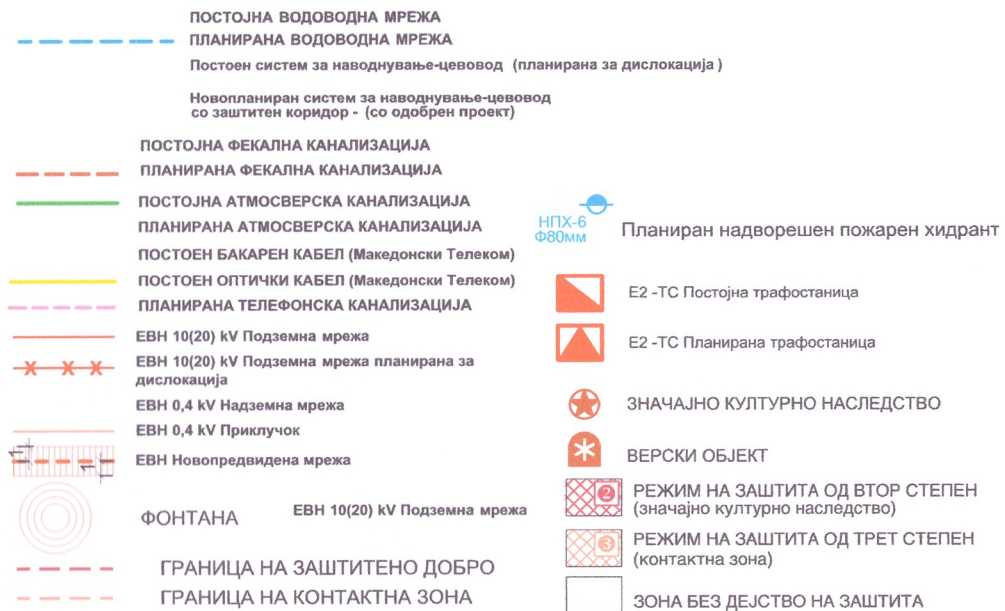 ПОСТОЈНА ВОДОВОДНА МРЕЖА
ПЛАНИРАНА ВОДОВОДНА МРЕЖА
Постоен систем за наводнување-цевовод (планирана за дислокација)
Новопланиран систем за наводнување-цевовод
со заштитен коридор - (со одобрен проект)
ПОСТОЈНА ФЕКАЛНА КАНАЛИЗАЦИЈА
ПЛАНИРАНА ФЕКАЛНА КАНАЛИЗАЦИЈА
ПОСТОЈНА АТМОСВЕРСКА КАНАЛИЗАЦИЈА
ПЛАНИРАНА АТМОСВЕРСКА КАНАЛИЗАЦИЈА
ПОСТОЕН БАКАРЕН КАБЕЛ (Македонски Телеком)
ПОСТОЕН ОПТИЧКИ КАБЕЛ (Македонски Телеком)
ПЛАНИРАНА ТЕЛЕФОНСКА КАНАЛИЗАЦИЈА
ЕВН 10(20) kV Подземна мрежа
ЕВН 10(20) kV Подземна мрежа планирана за
дислокација
ЕВН 0,4 kV Надземна мрежа
ЕВН 0,4 kV Приклучок
1 1
ЕВН Новопредвидена мрежа
ФОНТАНА
ЕВН 10(20) kV Подземна мрежа
ГРАНИЦА НА ЗАШТИТЕНО ДОБРО
ГРАНИЦА НА КОНТАКТНА ЗОНА
НПХ-6
Ф80мм
Планиран надворешен пожарен хидрант
Е2 -ТС Постојна трафостаница
Е2 -ТС Планирана трафостаница
ЗНАЧАЈНО КУЛТУРНО НАСЛЕДСТВО
ВЕРСКИ ОБЈЕКТ
2
РЕЖИМ НА ЗАШТИТА ОД ВТОР СТЕПЕН
(значајно културно наследство)
3
РЕЖИМ НА ЗАШТИТА ОД ТРЕТ СТЕПЕН
(контактна зона)
ЗОНА БЕЗ ДЕЈСТВО НА ЗАШТИТА